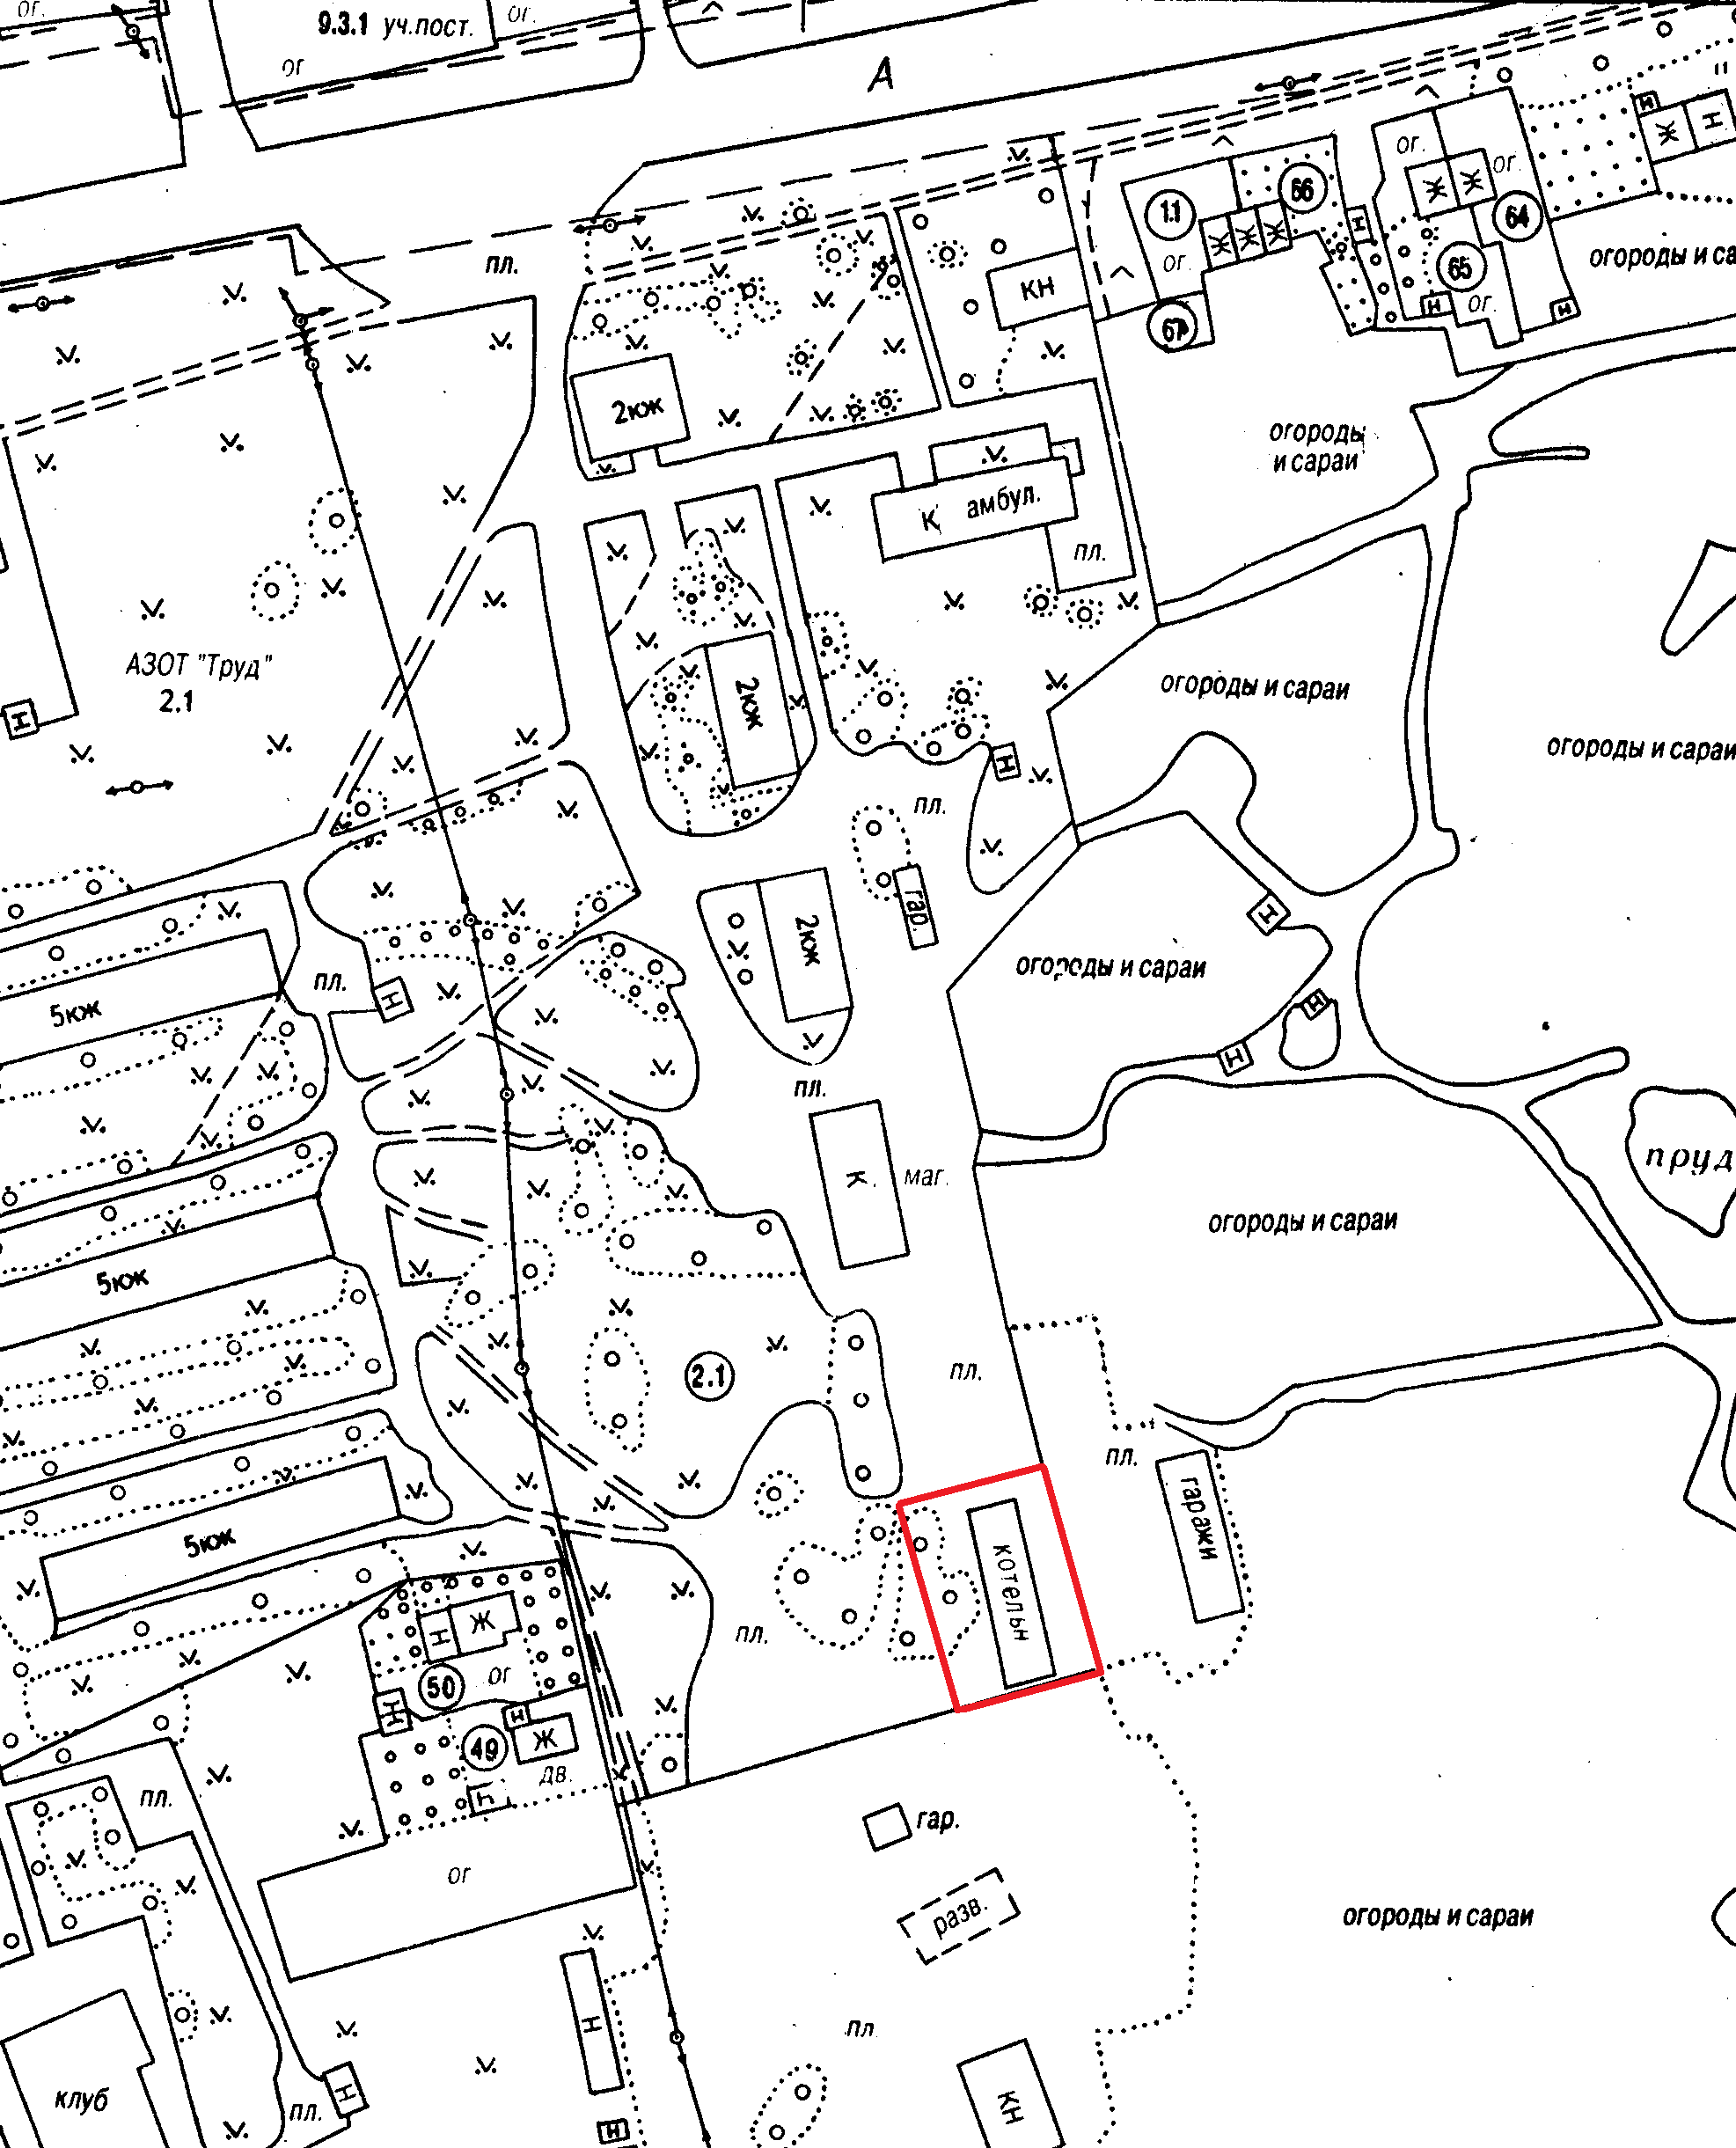 ог.
9.3.1 уч.пост.
ог.
ог
А
пл.
КН
11
ог.
66
67
ог.
Ж Ж
ог.
64
65
ог.
Н
Н
Н
Ж Н
Ж Ж Ж
огороды и са
2кж
огороды
и сараи
К амбул.
пл.
АЗОТ "Труд"
2.1
Н
2кж
огороды и сараи
огороды и сараи
Н
пл.
гар.
2кж
Н
огороды и сараи
пл.
Н
5кж
Н
Н
пл.
К.
маг.
пруд
огороды и сараи
5кж
2.1
пл.
пл.
гаражи
5кж
котельн
Н Ж
пл.
50
ог
Н
49
Н
Ж
дв.
Н
пл.
гар.
ог
разв.
огороды и сараи
Н
пл
клуб
Н
пл.
КН
Н